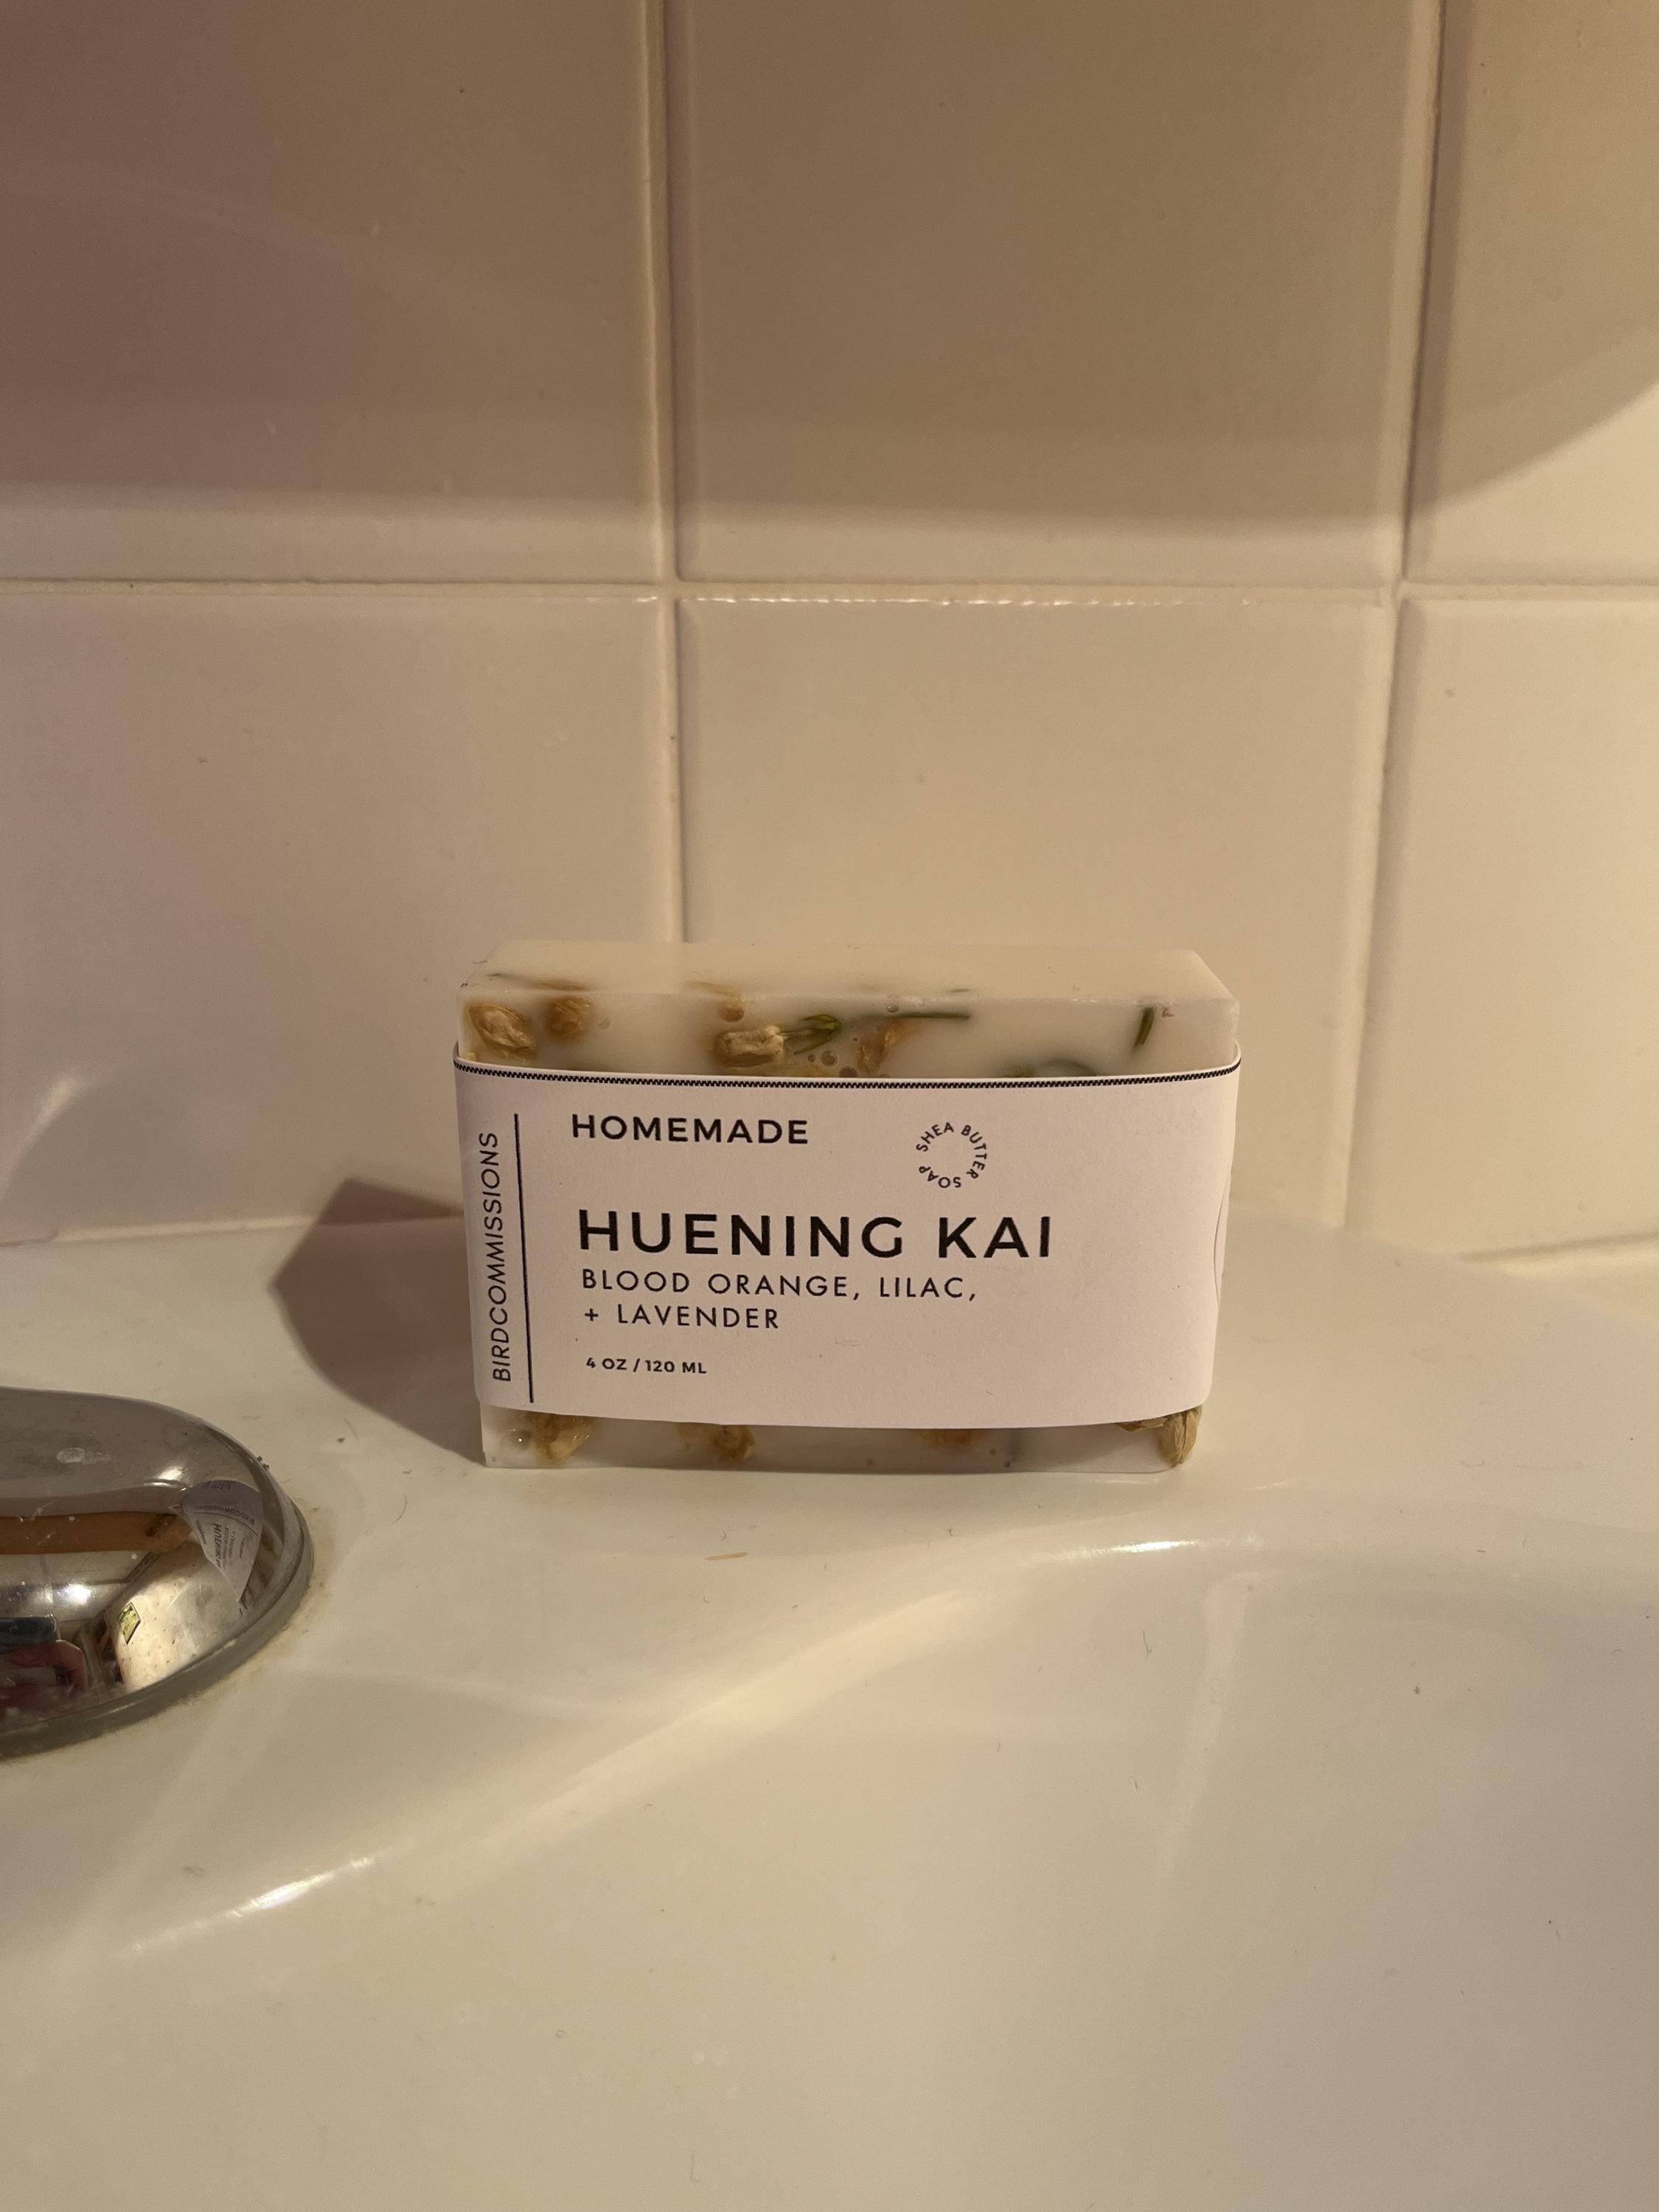 BIRDCOMMISSIONS
HOMEMADE
SHEA BUTTER SOAP
HUENING KAI
BLOOD ORANGE, LILAC,
+ LAVENDER
4 OZ / 120 ML